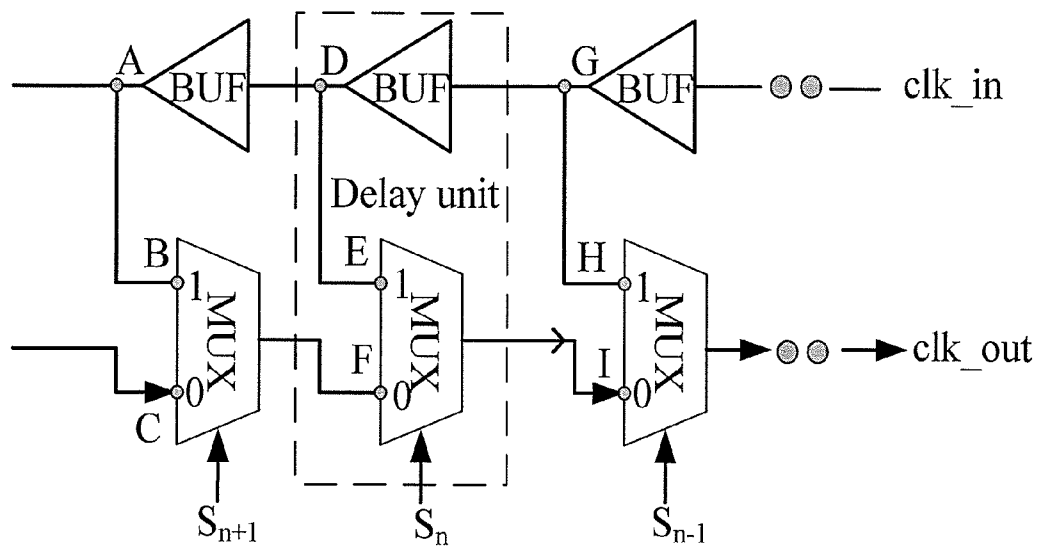 A D G
BUF BUF BUF clk_in
Delay unit
B E H
1 1 1
MUX MUX MUX
F I clk_out
0 0 0
C
Sn+1 Sn Sn-1